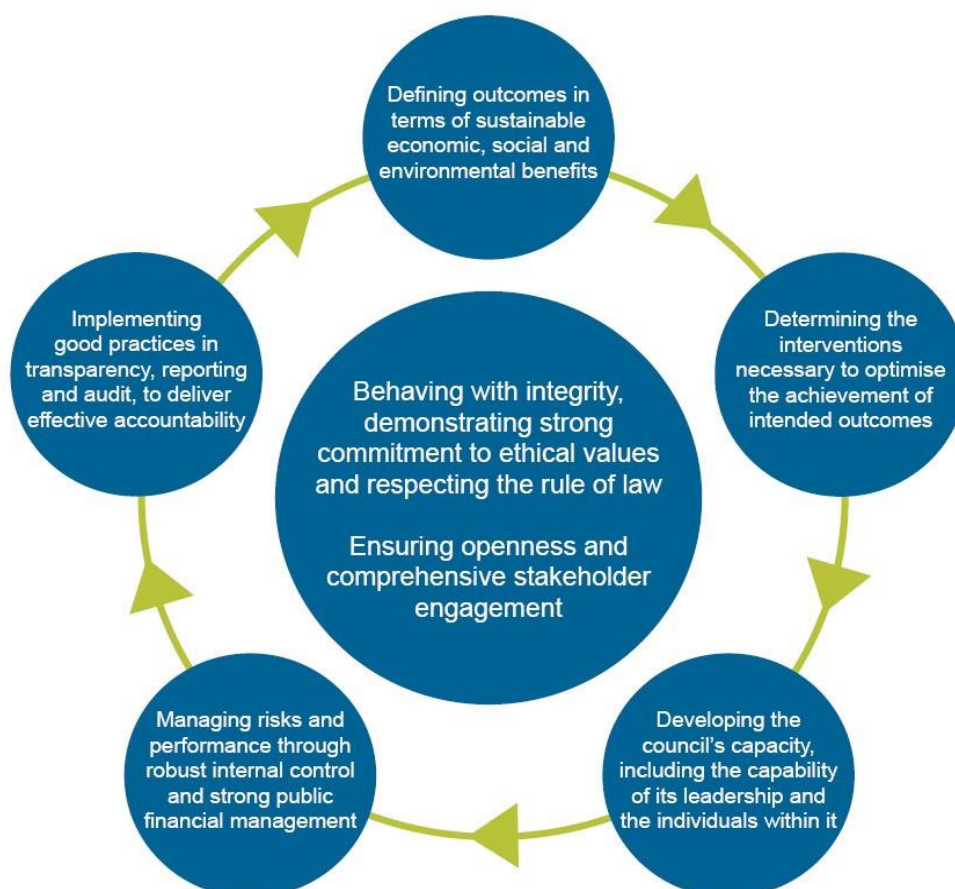 Defining outcomes in
terms of sustainable
economic, social and
environmental benefits
Determining the
interventions
necessary to optimise
the achievement of
intended outcomes
Developing the
council's capacity,
including the capability
of its leadership and
the individuals within it
Managing risks and
performance through
robust internal control
and strong public
financial management
Implementing
good practices in
transparency, reporting
and audit, to deliver
effective accountability
Behaving with integrity,
demonstrating strong
commitment to ethical values
and respecting the rule of law
Ensuring openness and
comprehensive stakeholder
engagement